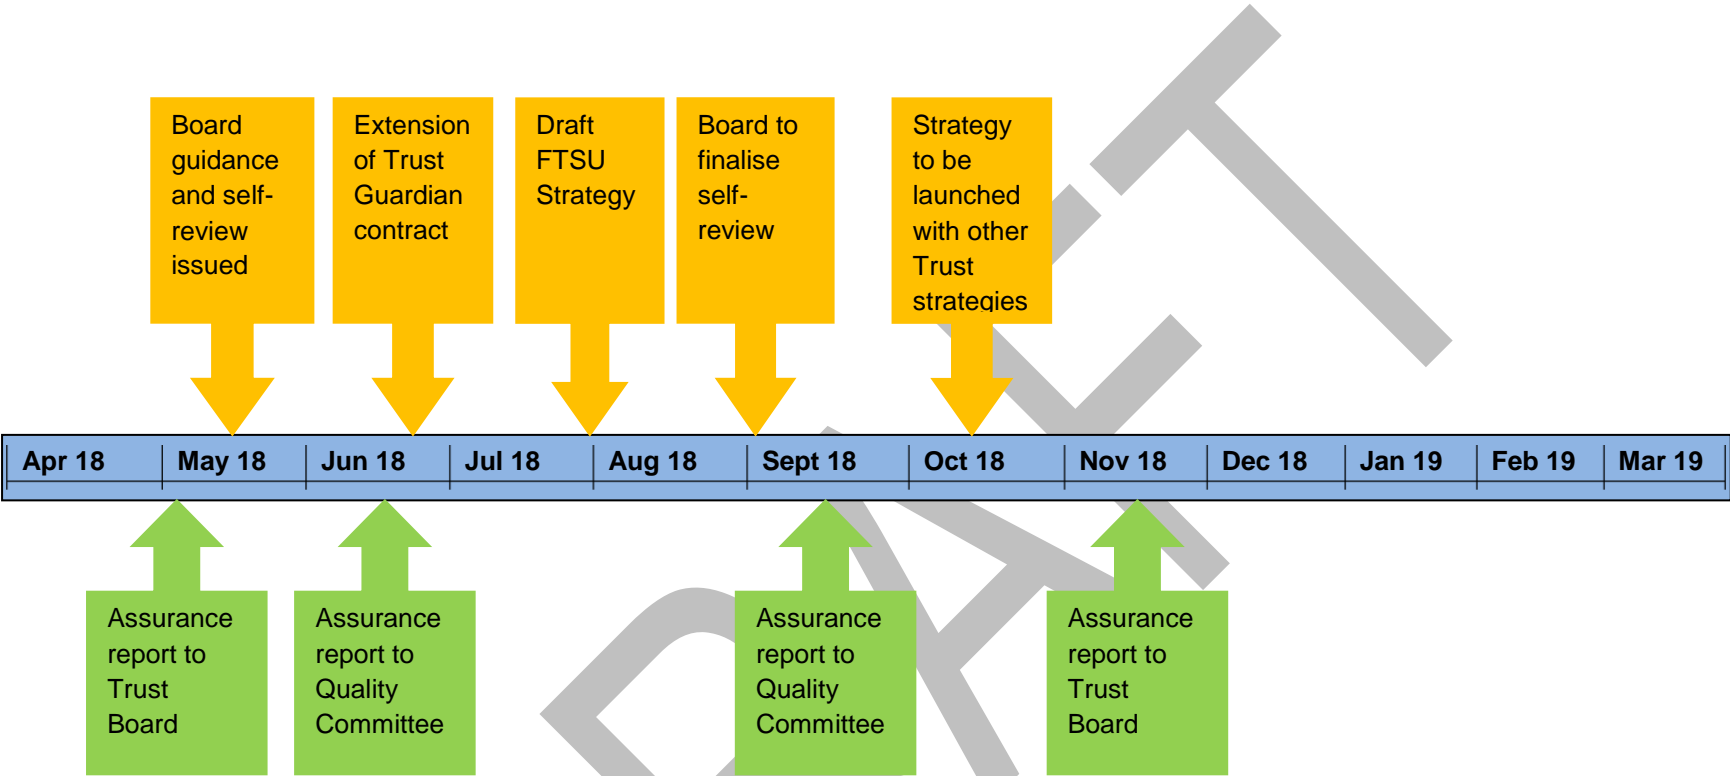 Board
guidance
and self-
review
issued
Extension
of Trust
Guardian
contract
Draft
FTSU
Strategy
Board to
finalise
self-
review
Strategy
to be
launched
with other
Trust
strategies
Apr 18 May 18 Jun 18 Jul 18 Aug 18 Sept 18 Oct 18 Nov 18 Dec 18 Jan 19 Feb 19 Mar 19
Assurance
report to
Trust
Board
Assurance
report to
Quality
Committee
Assurance
report to
Quality
Committee
Assurance
report to
Trust
Board
DRAFT